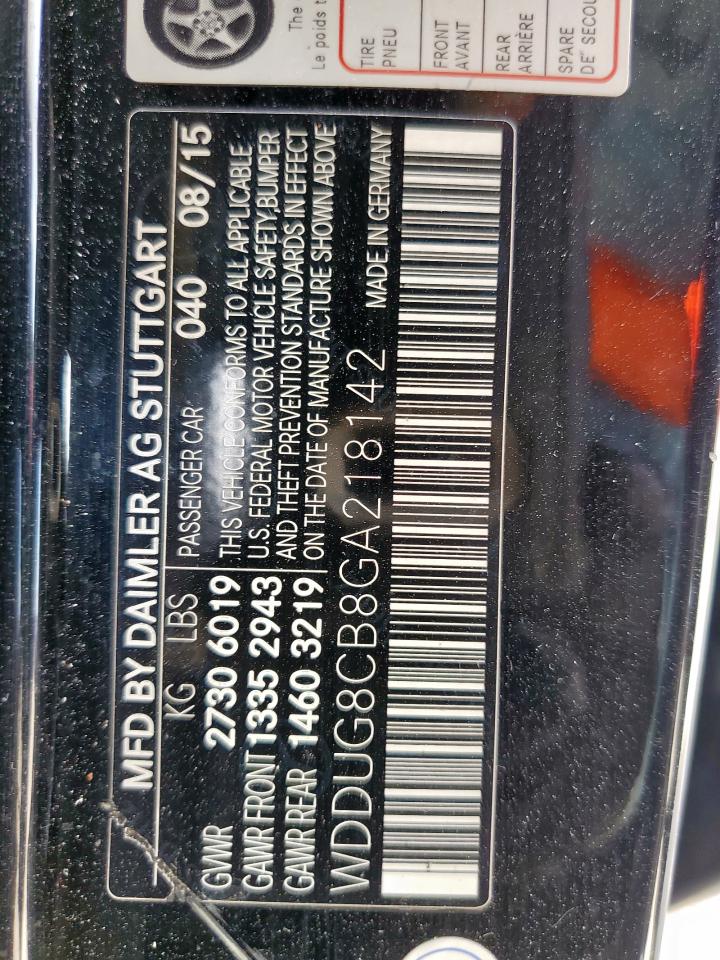 MFD BY DAIMLER AG STUTTGART
KG LBS PASSENGER CAR 040 08/15
GVWR 2730 6019
GAWR FRONT 1335 2943
GAWR REAR 1460 3219
THIS VEHICLE CONFORMS TO ALL APPLICABLE
U.S. FEDERAL MOTOR VEHICLE SAFETY,BUMPER
AND THEFT PREVENTION STANDARDS IN EFFECT
ON THE DATE OF MANUFACTURE SHOWN ABOVE
WDDUG8CB8GA218142 MADE IN GERMANY
The
Le poids
TIRE
PNEU
FRONT
AVANT
REAR
ARRIÈRE
SPARE
DE